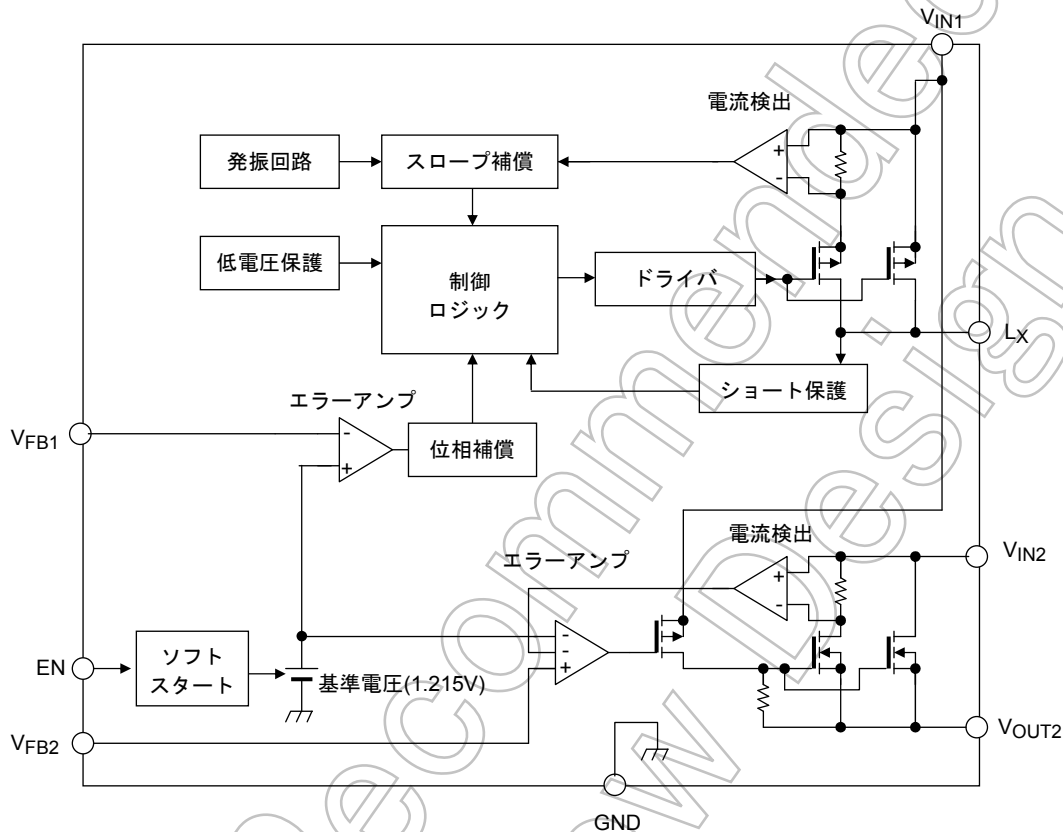 VIN1
電流検出
発振回路
スロープ補償
+
-
低電圧保護
制御
ロジック
ドライバ
LX
ショート保護
エラーアンプ
VFB1
-
+
位相補償
電流検出
エラーアンプ
VIN2
+
-
EN
ソフト
スタート
基準電圧(1.215V)
-
-
+
VFB2
VOUT2
GND
ecommended
w Design